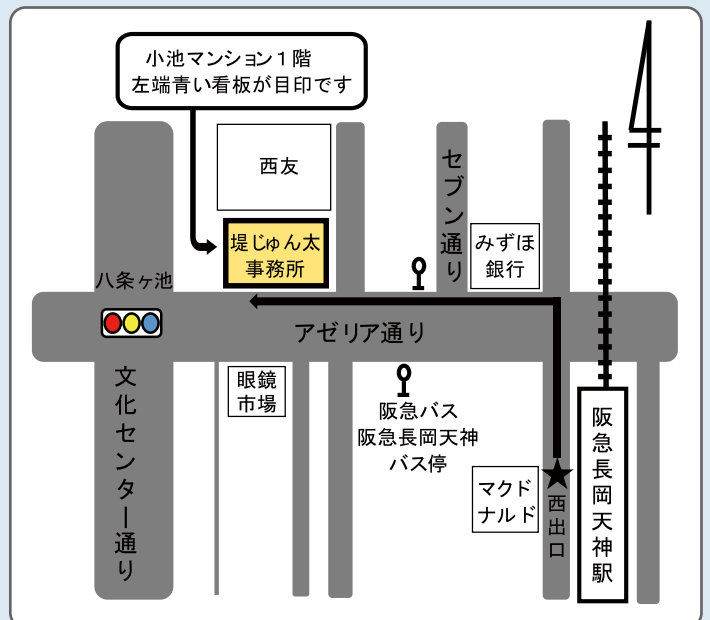 小池マンション1階
左端青い看板が目印です
西友
堤じゅん太
事務所
セブン通り
みずほ
銀行
八条ヶ池
アゼリア通り
文化センター通り
眼鏡
市場
阪急バス
阪急長岡天神
バス停
マクド
ナルド
西出口
阪急長岡天神駅